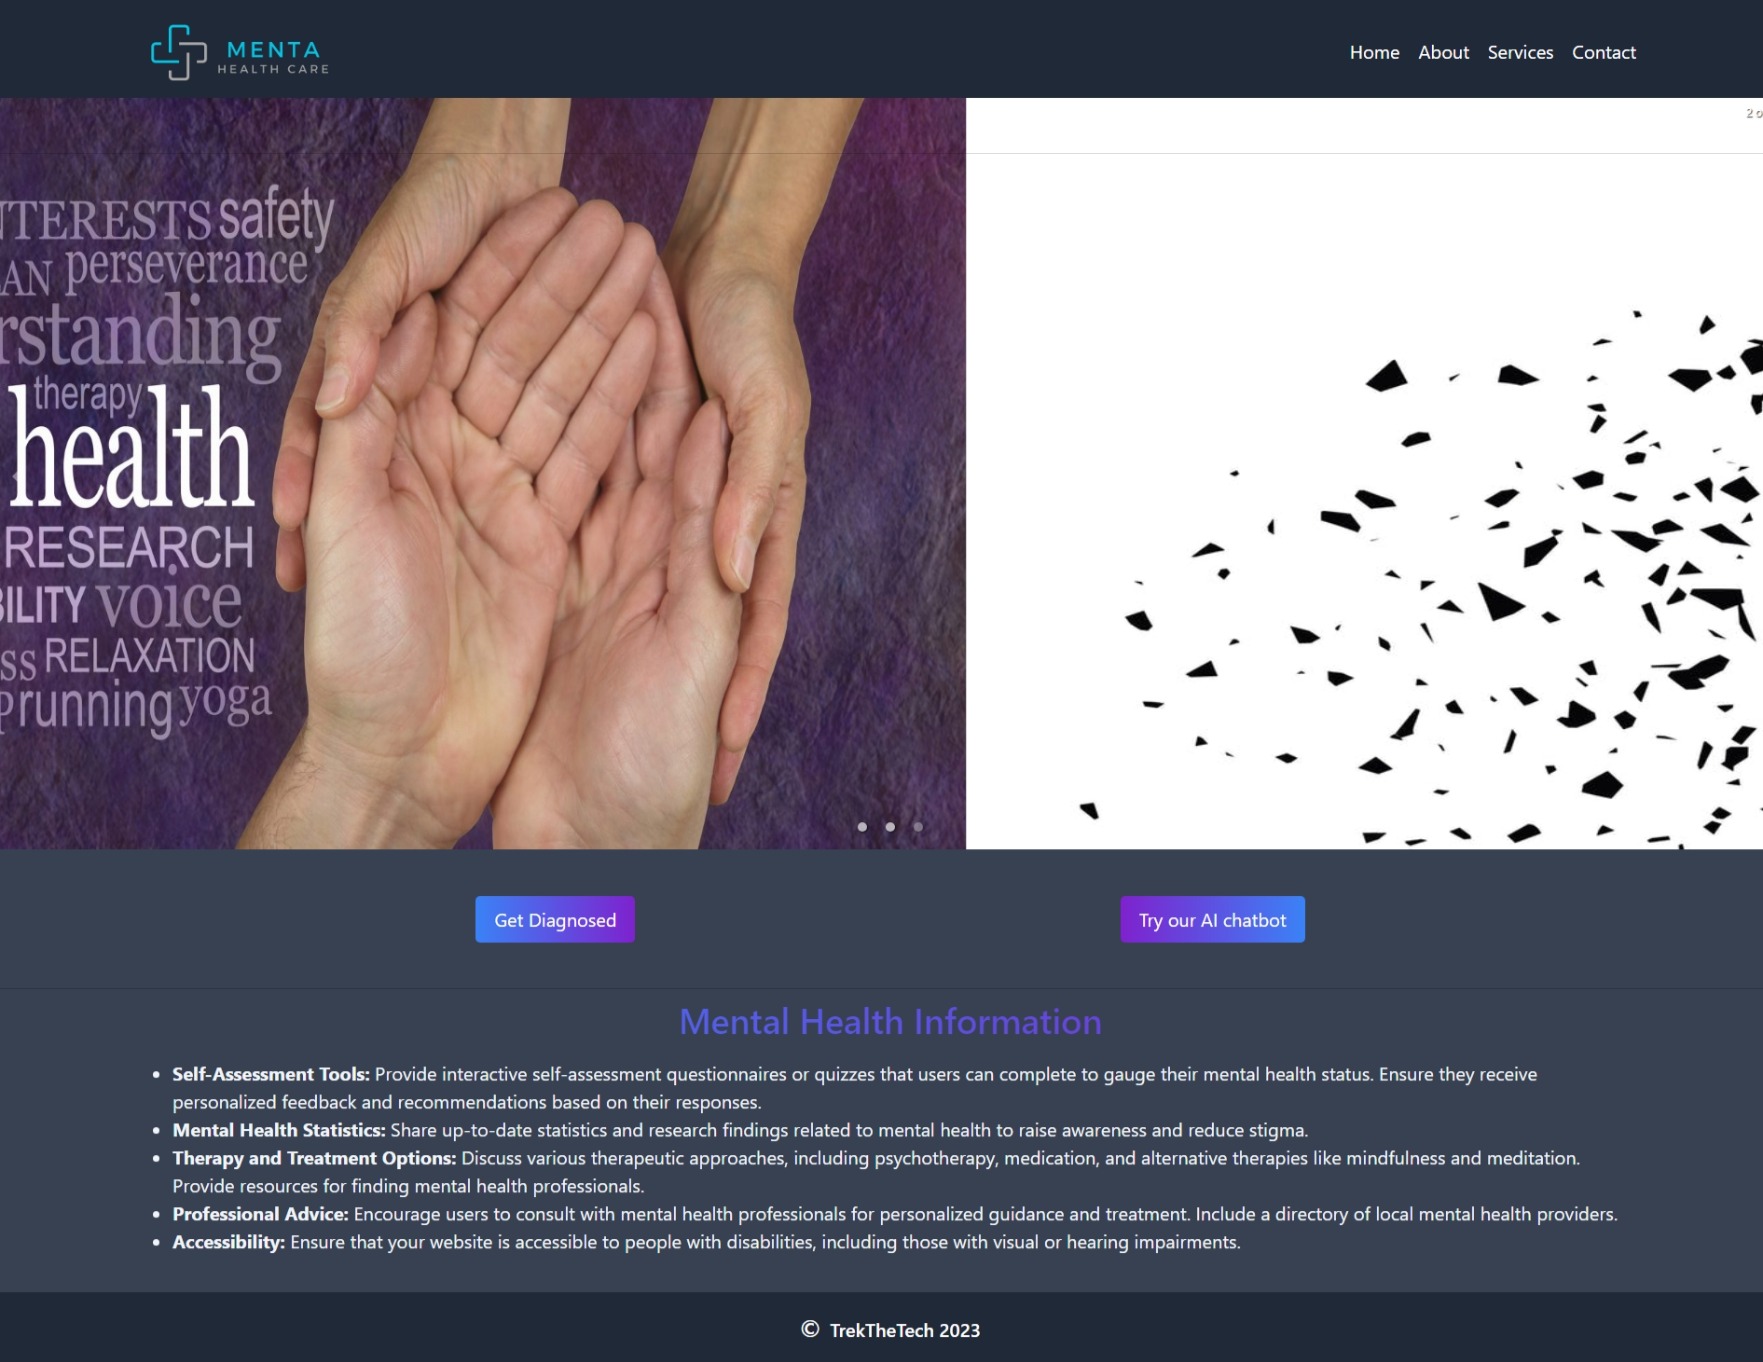 MENTA
HEALTH CARE
Home About Services Contact
2 o
NTERESTS safety
AN perseverance
rstanding
therapy
health
RESEARCH
BILITY voice
ss RELAXATION
running yoga
Get Diagnosed
Try our AI chatbot
Mental Health Information
• Self-Assessment Tools: Provide interactive self-assessment questionnaires or quizzes that users can complete to gauge their mental health status. Ensure they receive
personalized feedback and recommendations based on their responses.
• Mental Health Statistics: Share up-to-date statistics and research findings related to mental health to raise awareness and reduce stigma.
• Therapy and Treatment Options: Discuss various therapeutic approaches, including psychotherapy, medication, and alternative therapies like mindfulness and meditation.
Provide resources for finding mental health professionals.
• Professional Advice: Encourage users to consult with mental health professionals for personalized guidance and treatment. Include a directory of local mental health providers.
• Accessibility: Ensure that your website is accessible to people with disabilities, including those with visual or hearing impairments.
© TrekTheTech 2023